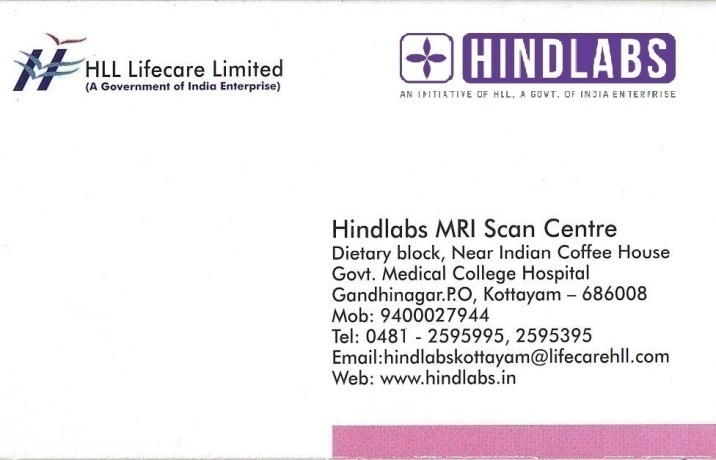 HLL Lifecare Limited
(A Government of India Enterprise)
HINDLABS
AN INITIATIVE OF HLL, A GOVT. OF INDIA ENTERPRISE
Hindlabs MRI Scan Centre
Dietary block, Near Indian Coffee House
Govt. Medical College Hospital
Gandhinagar.P.O, Kottayam – 686008
Mob: 9400027944
Tel: 0481 - 2595995, 2595395
Email:hindlabskottayam@lifecarehll.com
Web: www.hindlabs.in